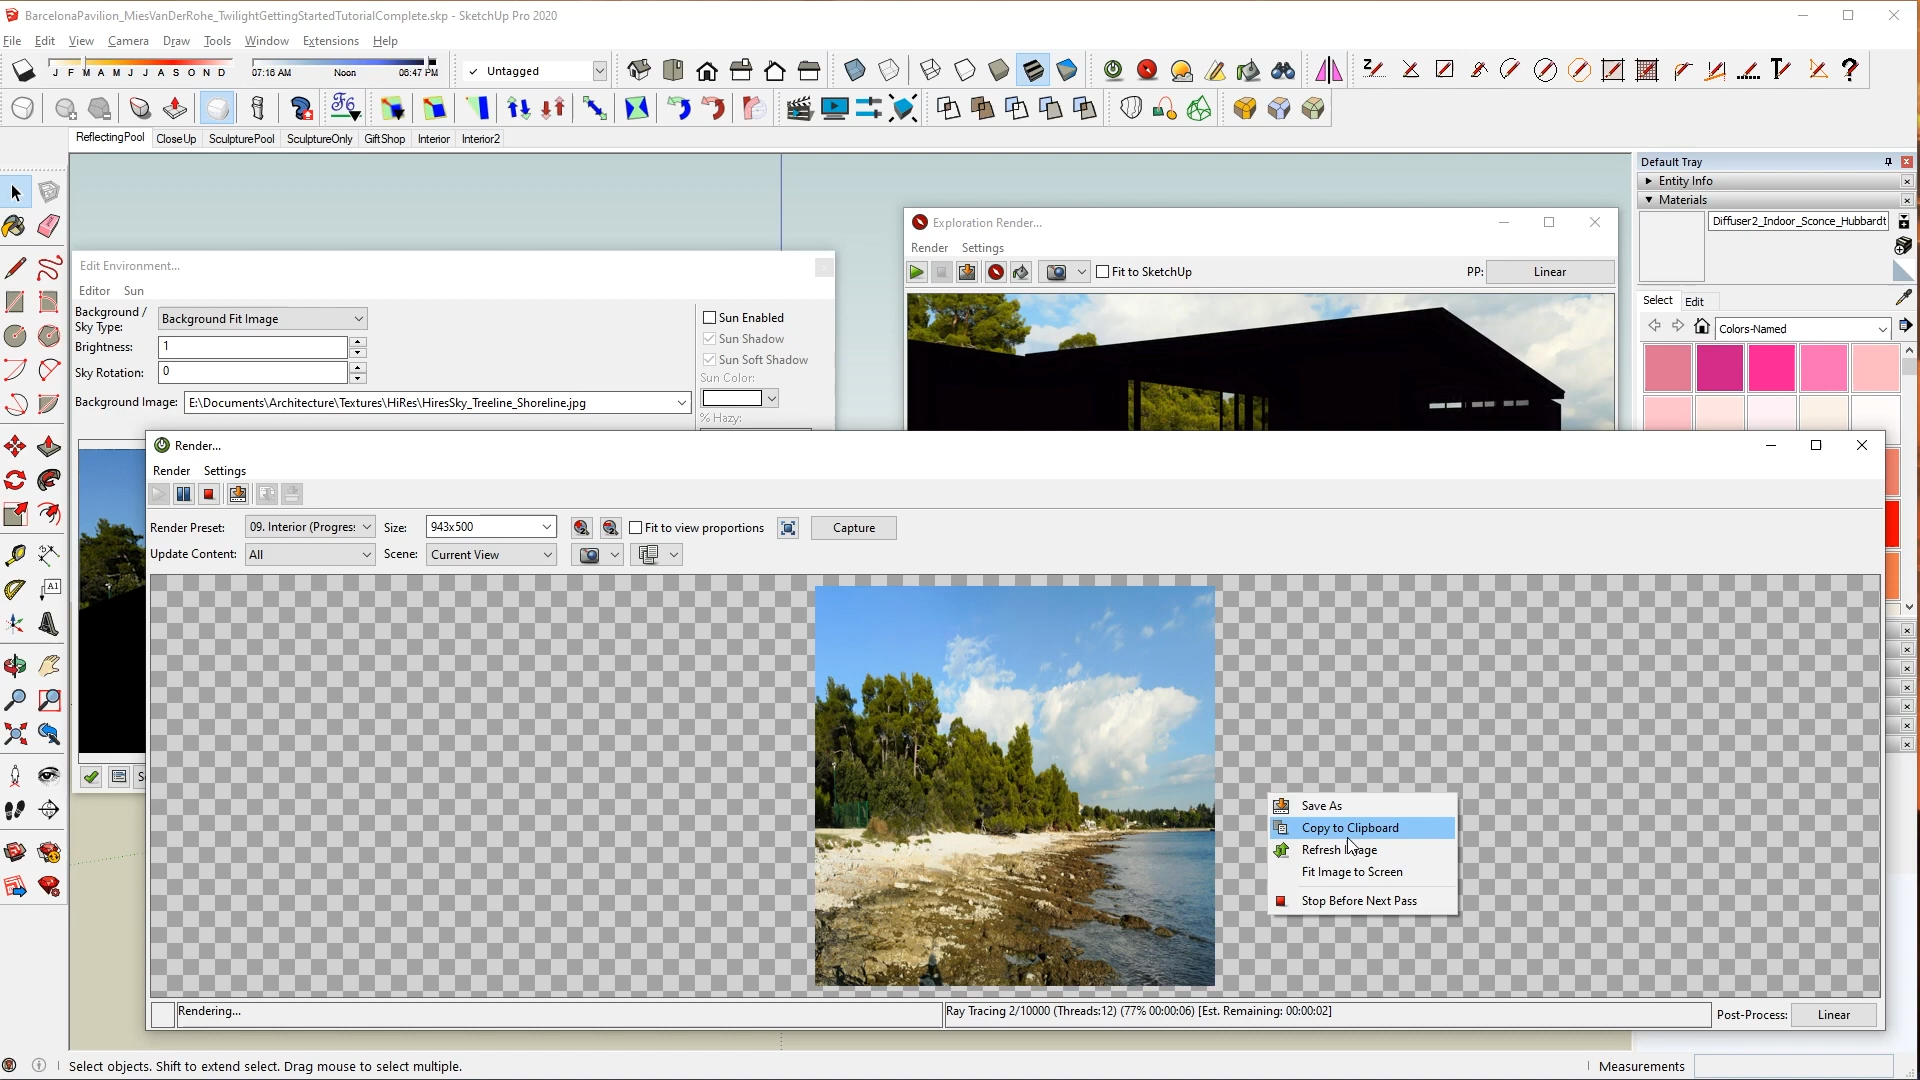 BarcelonaPavilion_MiesVanDerRohe_TwilightGettingStartedTutorialComplete.skp - SketchUp Pro 2020
File Edit View Camera Draw Tools Window Extensions Help
J F M A M J J A S O N D
07:16 AM Noon 06:47 PM
Untagged
ReflectingPool CloseUp SculpturePool SculptureOnly GiftShop Interior Interior2
Default Tray
Entity Info
Materials
Diffuser2_Indoor_Sconce_Hubbardt
Select Edit
Colors-Named
Edit Environment...
Editor Sun
Background / Sky Type: Background Fit Image
Brightness: 1
Sky Rotation: 0
Background Image: E:\Documents\Architecture\Textures\HiRes\HiresSky_Treeline_Shoreline.jpg
Sun Enabled
Sun Shadow
Sun Soft Shadow
Sun Color:
% Hazy:
Exploration Render...
Render Settings
Fit to SketchUp
PP: Linear
Render...
Render Settings
Render Preset: 09. Interior (Progres: Size: 943x500 Fit to view proportions Capture
Update Content: All Scene: Current View
Save As
Copy to Clipboard
Refresh Image
Fit Image to Screen
Stop Before Next Pass
Rendering...
Ray Tracing 2/10000 (Threads:12) (77% 00:00:06) [Est. Remaining: 00:00:02]
Post-Process: Linear
Select objects. Shift to extend select. Drag mouse to select multiple.
Measurements